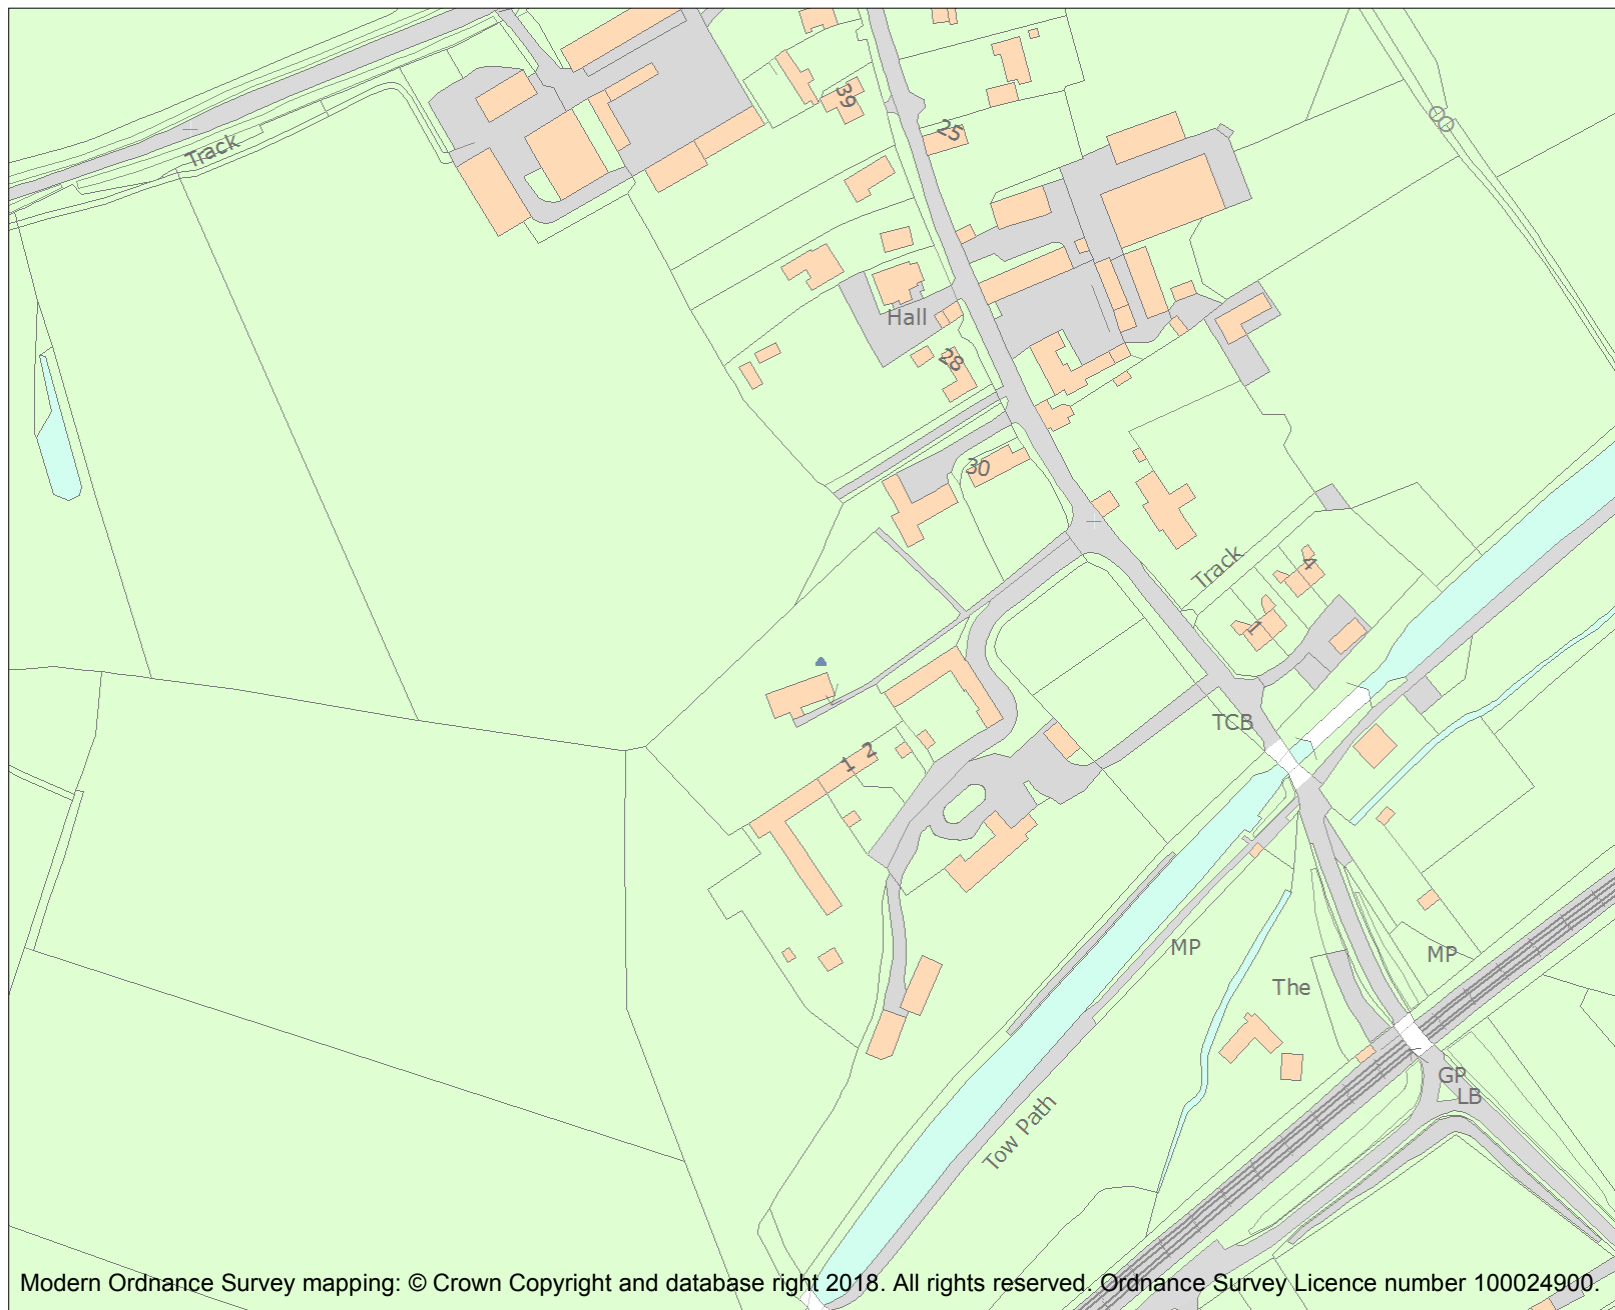 39
25
Track
Hall
28
30
Track
4
1
TCB
1 2
MP
MP
The
GP
LB
Tow Path
Modern Ordnance Survey mapping: © Crown Copyright and database right 2018. All rights reserved. Ordnance Survey Licence number 100024900.